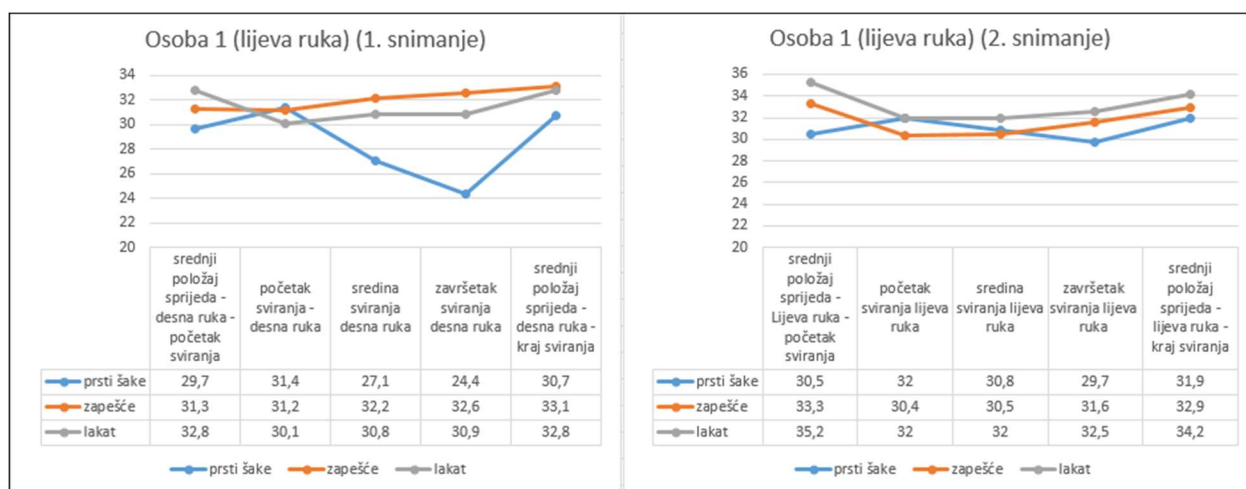 Osoba 1 (lijeva ruka) (1. snimanje)
34
32
30
28
26
24
22
20
srednji
položaj
sprijeda -
desna ruka -
početak
sviranja
početak
sviranja -
desna ruka
sredina
sviranja
desna ruka
završetak
sviranja desna
ruka
srednji
položaj
sprijeda -
desna ruka -
kraj sviranja
prsti šake 29,7 31,4 27,1 24,4 30,7
zapešće 31,3 31,2 32,2 32,6 33,1
lakat 32,8 30,1 30,8 30,9 32,8
prsti šake zapešće lakat
Osoba 1 (lijeva ruka) (2. snimanje)
36
34
32
30
28
26
24
22
20
srednji
položaj
sprijeda -
Lijeva ruka -
početak
sviranja
početak
sviranja lijeva
ruka
sredina
sviranja lijeva
ruka
završetak
sviranja lijeva
ruka
srednji
položaj
sprijeda -
lijeva ruka -
kraj sviranja
prsti šake 30,5 32 30,8 29,7 31,9
zapešće 33,3 30,4 30,5 31,6 32,9
lakat 35,2 32 32 32,5 34,2
prsti šake zapešće lakat